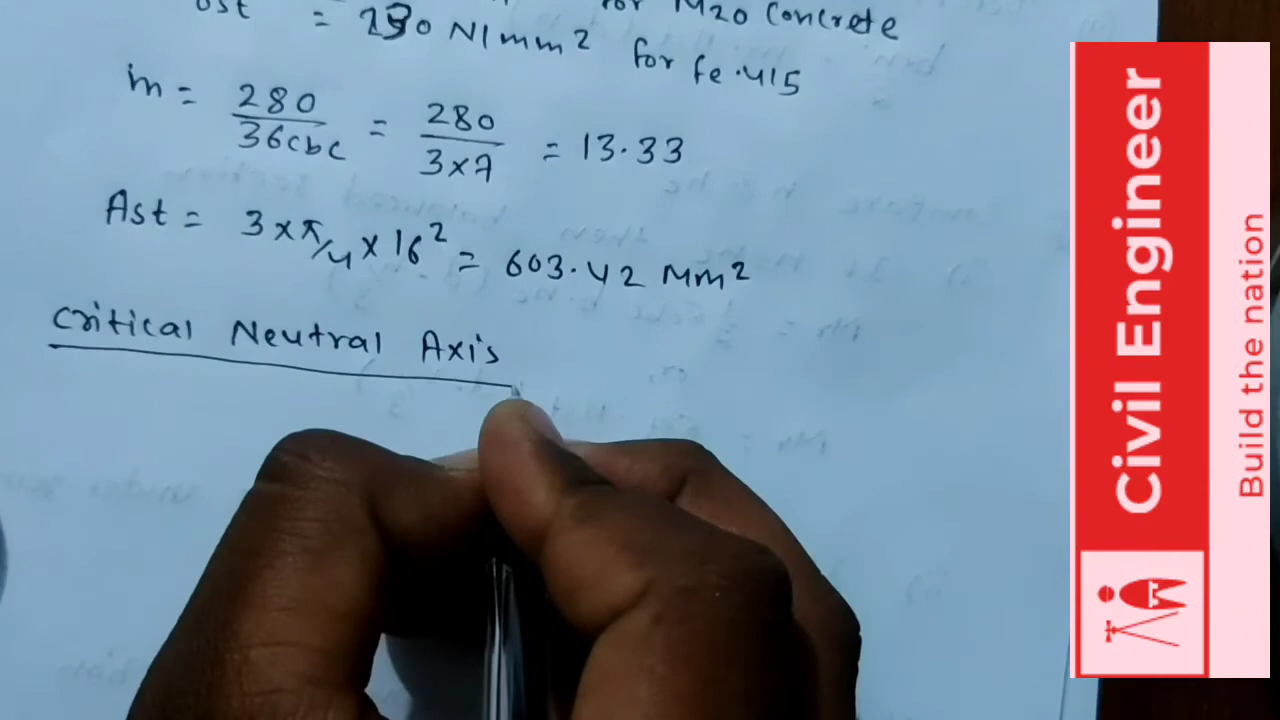 σst = 230 N/mm² for M20 Concrete
for fe.415
m = 280/3σcbc = 280/3×7 = 13.33
Ast = 3×π/4×16² = 603.42 Mm²
Critical Neutral Axis
Civil Engineer
Build the nation